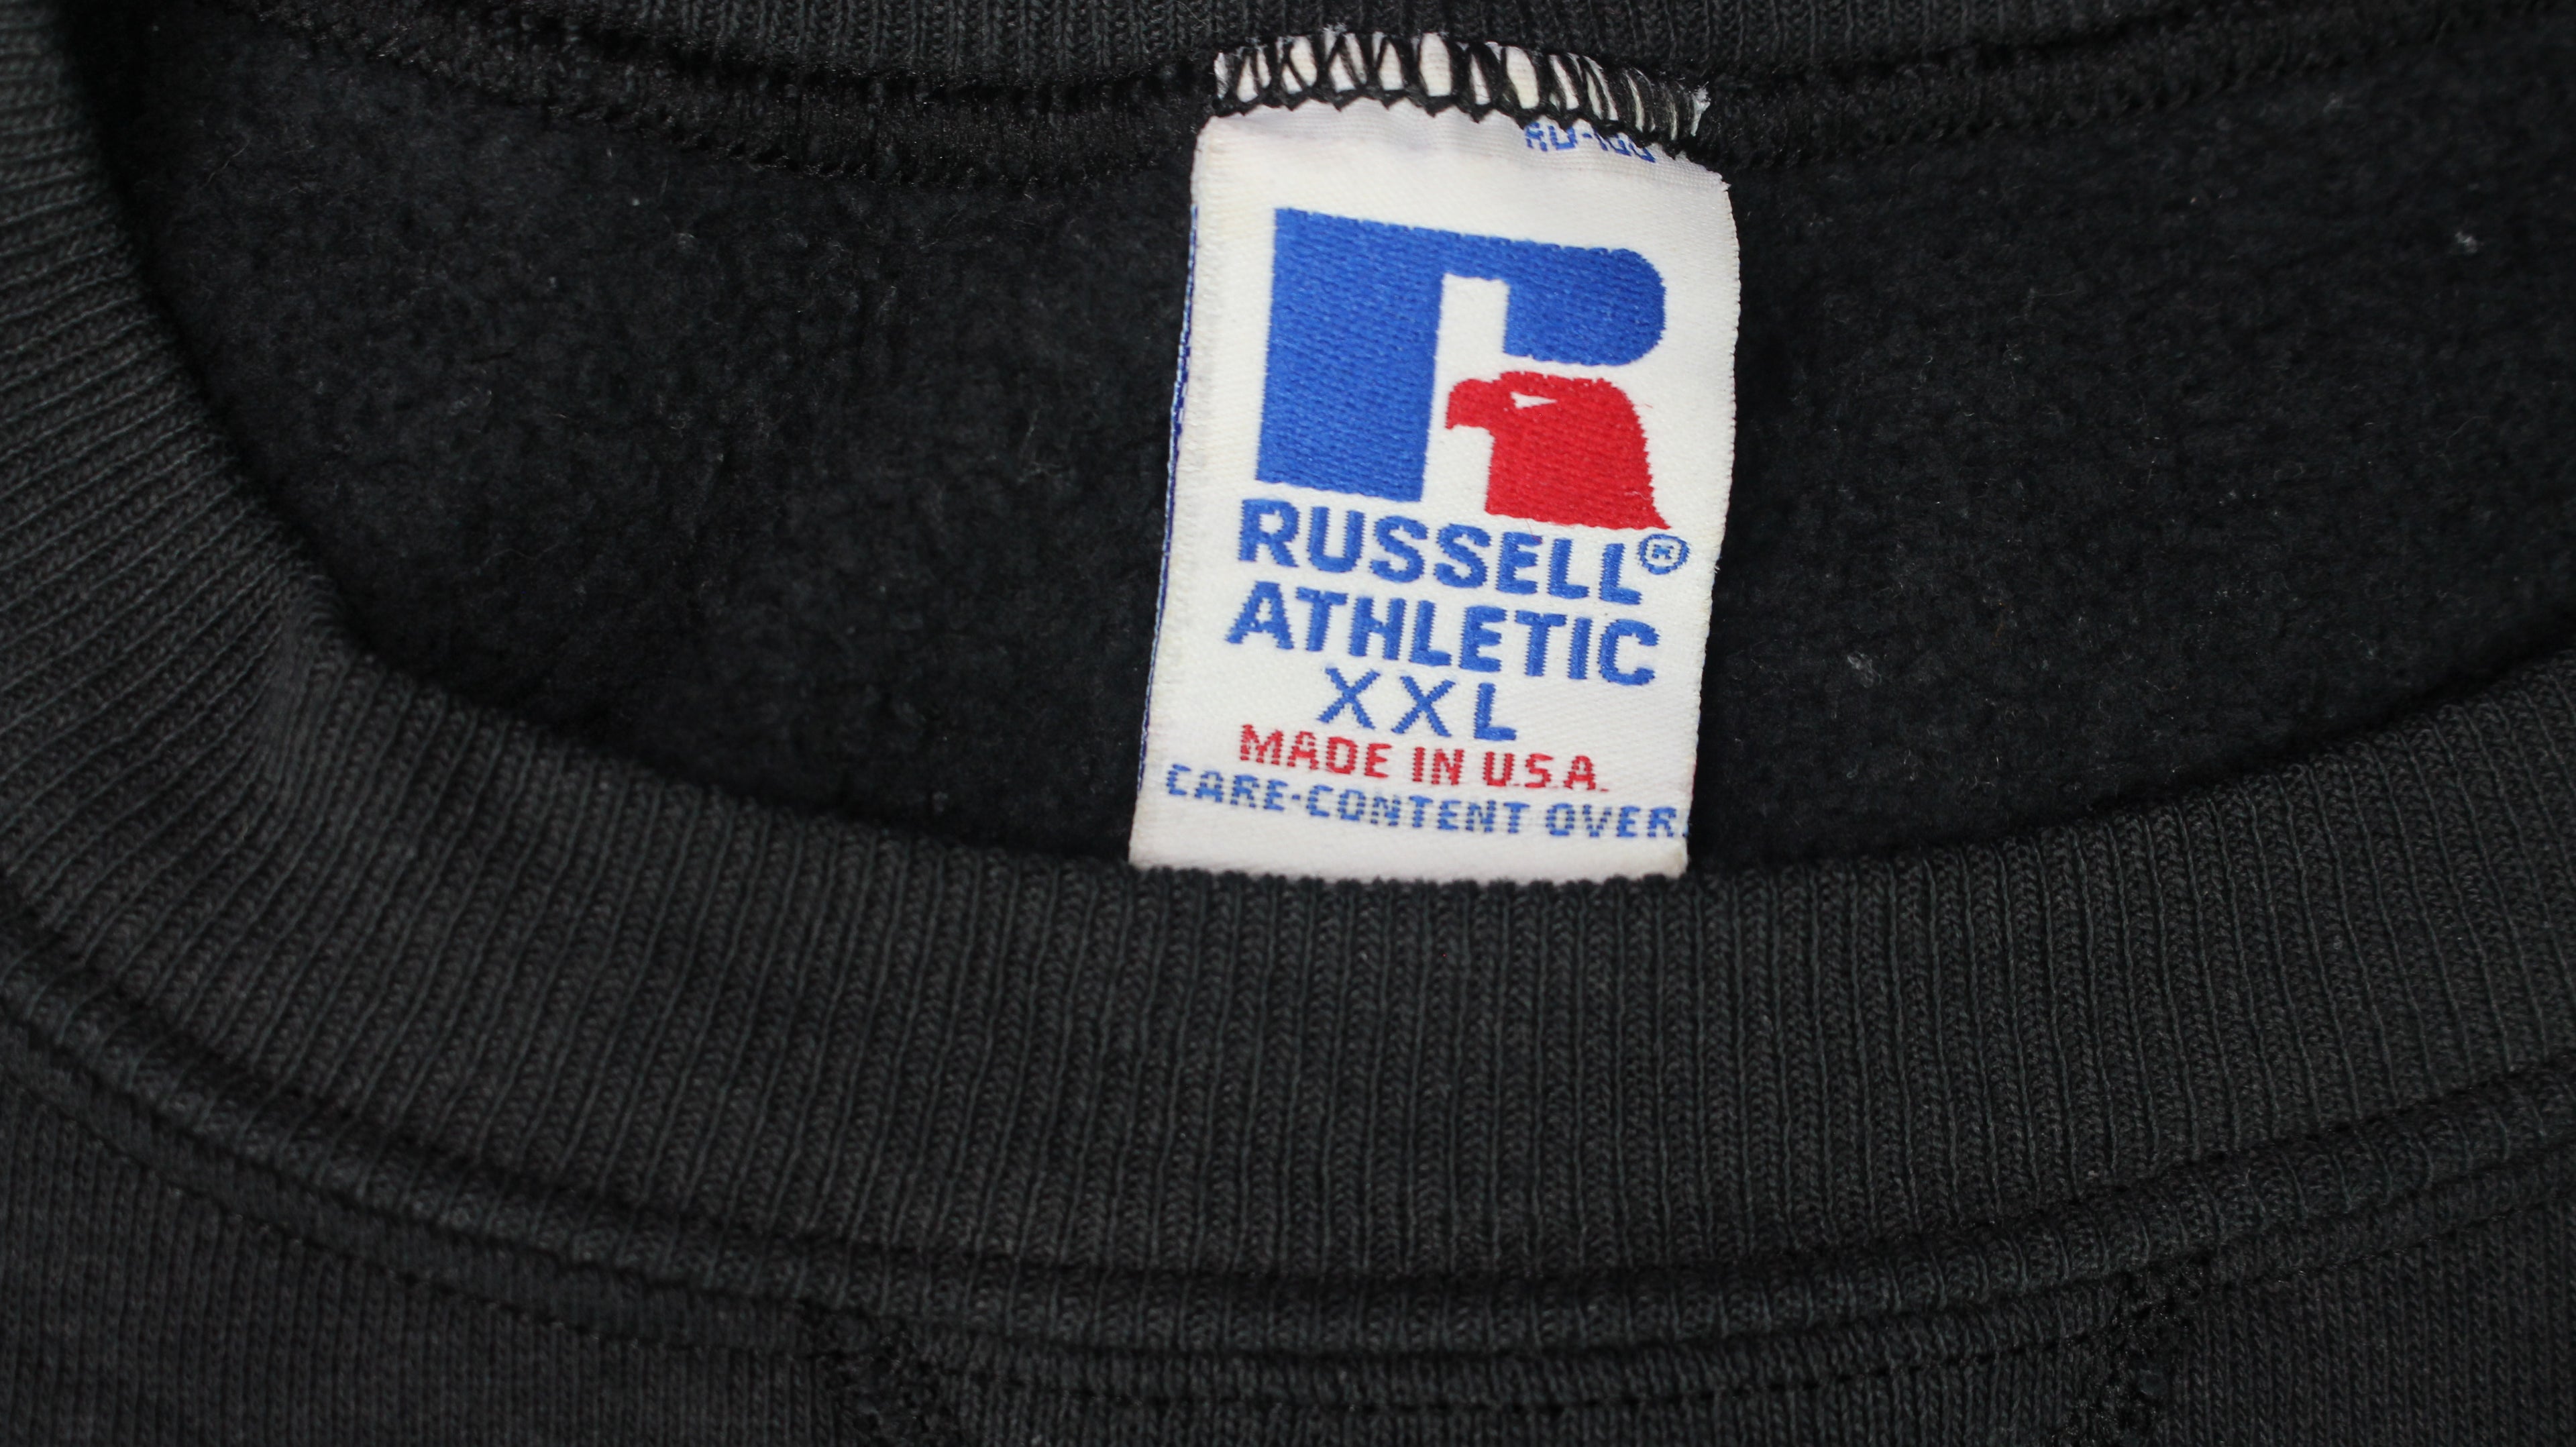 RUSSELL®
ATHLETIC
XXL
MADE IN U.S.A.
CARE-CONTENT OVER.